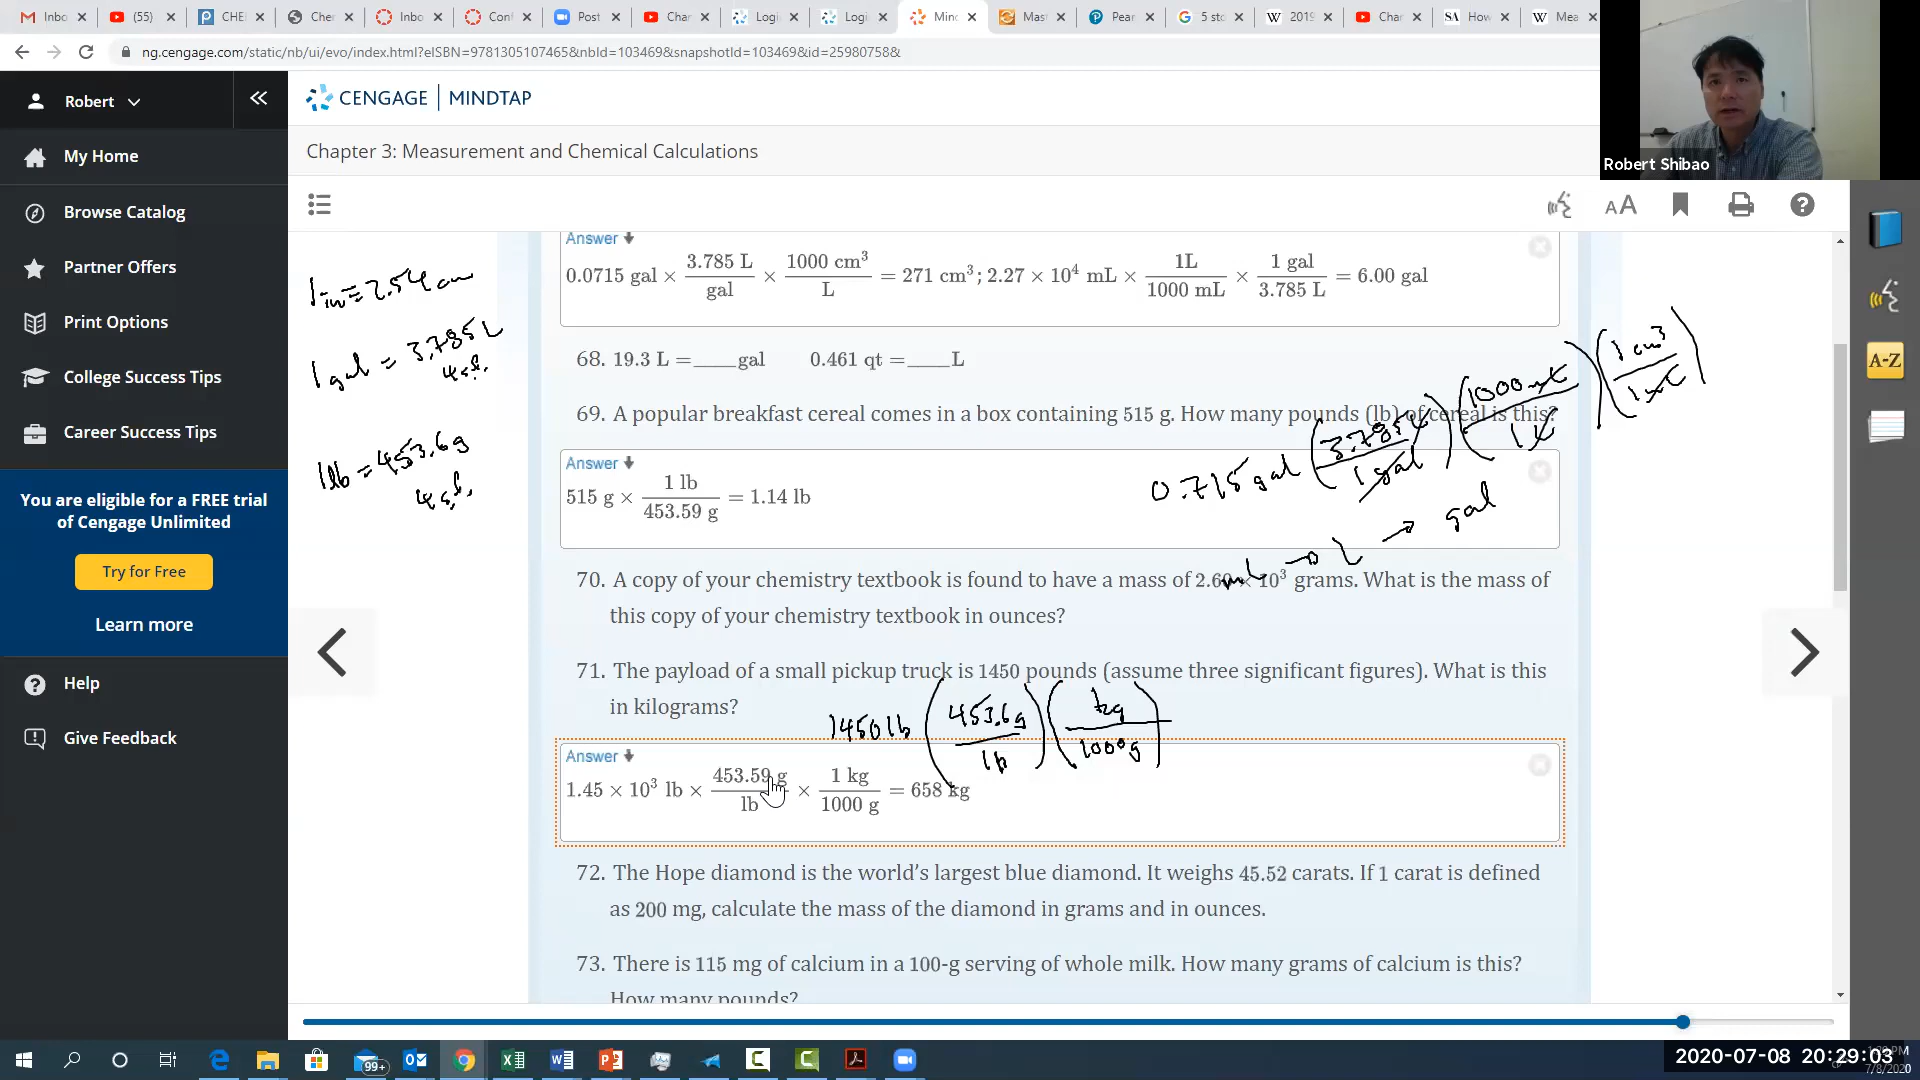 Inbo
(55)
CHE
Cher
Inbo
Conf
Post
Char
Logi
Logi
Mind
Mast
Pear
5 sto
2019
Char
How
Mea
ng.cengage.com/static/nb/ui/evo/index.html?eISBN=9781305107465&nbId=103469&snapshotId=103469&id=25980758&
Robert
CENGAGE | MINDTAP
Robert Shibao
My Home
Browse Catalog
Partner Offers
Print Options
College Success Tips
Career Success Tips
You are eligible for a FREE trial
of Cengage Unlimited
Try for Free
Learn more
Help
Give Feedback
Chapter 3: Measurement and Chemical Calculations
AA
A-Z
1 in = 2.54 cm
1 gal = 3.785 L
4 s.f.
1 lb = 453.6 g
4 s.f.
Answer
0.0715 gal × 3.785 L / gal × 1000 cm³ / L = 271 cm³; 2.27 × 10⁴ mL × 1L / 1000 mL × 1 gal / 3.785 L = 6.00 gal
68. 19.3 L = ____gal 0.461 qt = ____L
69. A popular breakfast cereal comes in a box containing 515 g. How many pounds (lb) of cereal is this?
0.715 gal (3.785 L / 1 gal) (1000 mL / 1 L) (1 cm³ / 1 mL)
Answer
515 g × 1 lb / 453.59 g = 1.14 lb
mL → L → gal
70. A copy of your chemistry textbook is found to have a mass of 2.60 × 10³ grams. What is the mass of
this copy of your chemistry textbook in ounces?
71. The payload of a small pickup truck is 1450 pounds (assume three significant figures). What is this
in kilograms?
1450 lb (453.6 g / lb) (kg / 1000 g)
Answer
1.45 × 10³ lb × 453.59 g / lb × 1 kg / 1000 g = 658 kg
72. The Hope diamond is the world’s largest blue diamond. It weighs 45.52 carats. If 1 carat is defined
as 200 mg, calculate the mass of the diamond in grams and in ounces.
73. There is 115 mg of calcium in a 100-g serving of whole milk. How many grams of calcium is this?
How many pounds?
99+
2020-07-08 20:29:03
7/8/2020